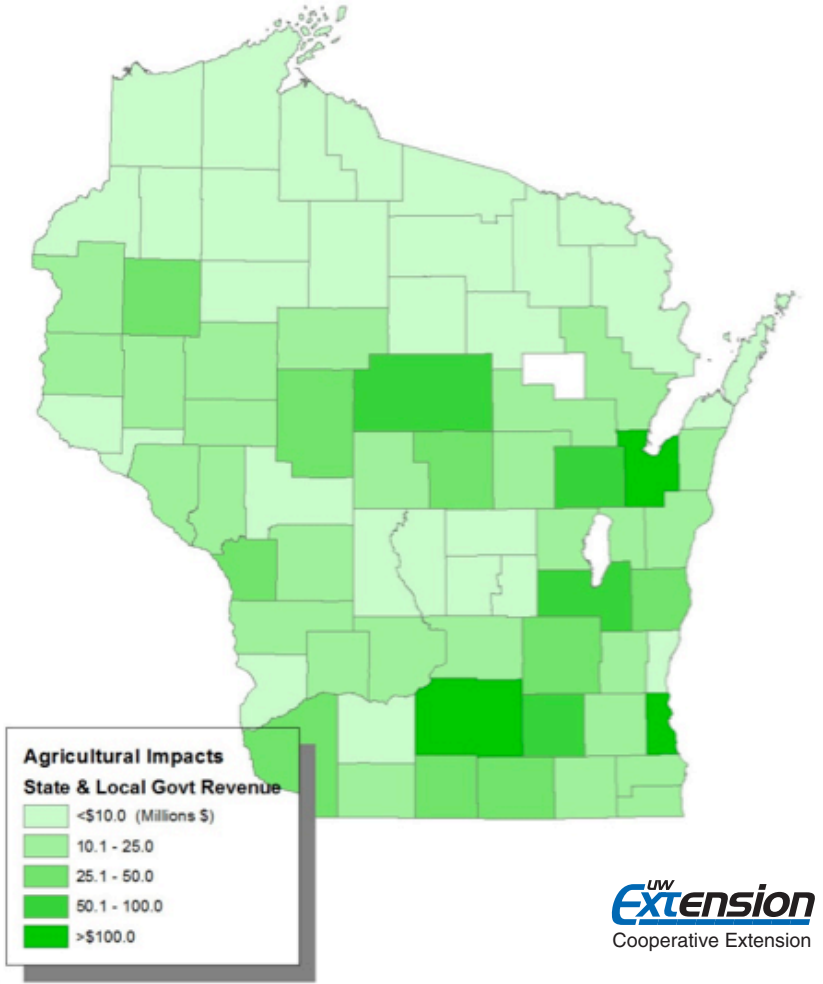 Agricultural Impacts
State & Local Govt Revenue
<$10.0 (Millions $)
10.1 - 25.0
25.1 - 50.0
50.1 - 100.0
>$100.0
UW
Extension
Cooperative Extension